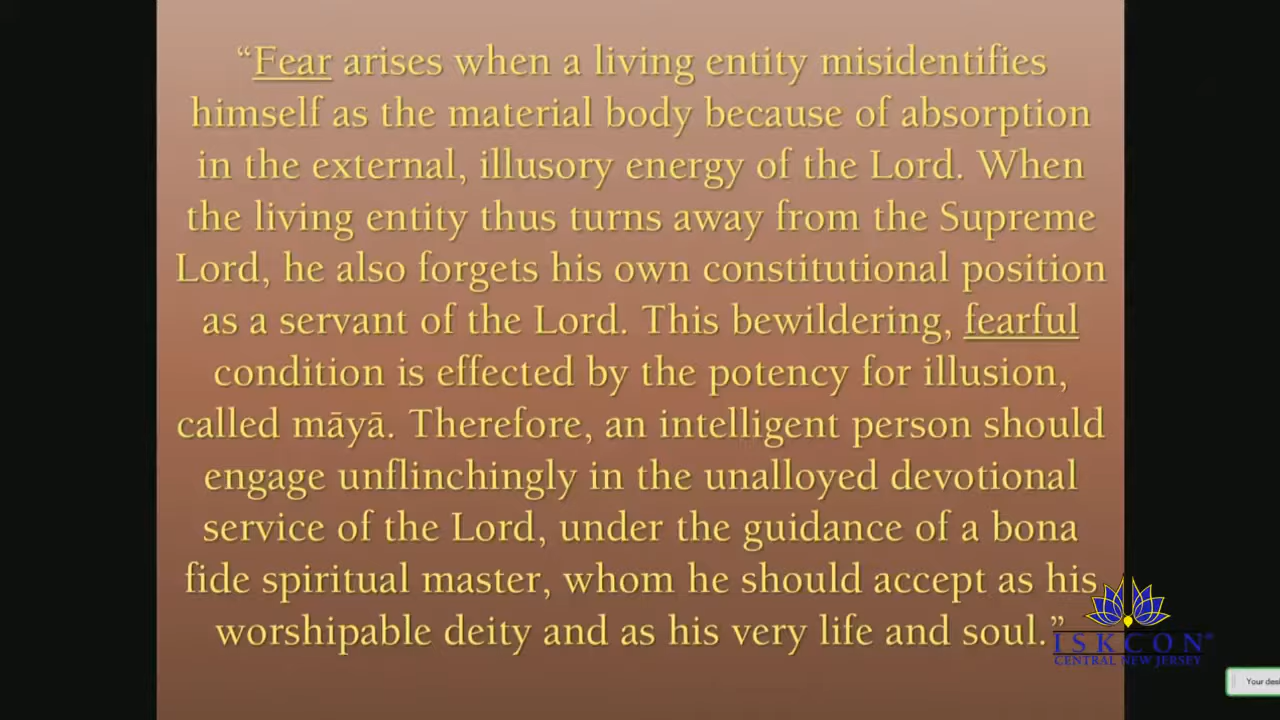 “Fear arises when a living entity misidentifies
himself as the material body because of absorption
in the external, illusory energy of the Lord. When
the living entity thus turns away from the Supreme
Lord, he also forgets his own constitutional position
as a servant of the Lord. This bewildering, fearful
condition is effected by the potency for illusion,
called māyā. Therefore, an intelligent person should
engage unflinchingly in the unalloyed devotional
service of the Lord, under the guidance of a bona
fide spiritual master, whom he should accept as his
worshipable deity and as his very life and soul.”
ISKCON®
CENTRAL NEW JERSEY
Your